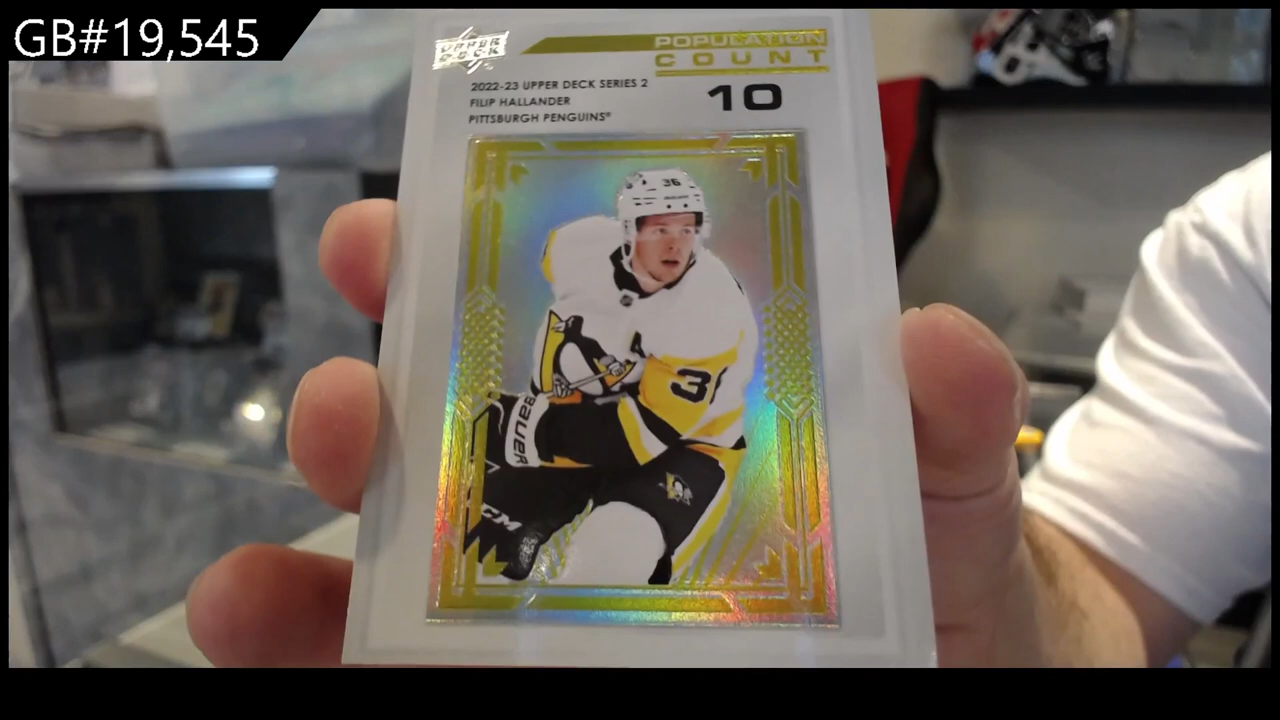 GB#19,545
UPPER DECK
POPULATION
COUNT
2022-23 UPPER DECK SERIES 2
10
FILIP HALLANDER
PITTSBURGH PENGUINS®
36
BAUER
36
CCM